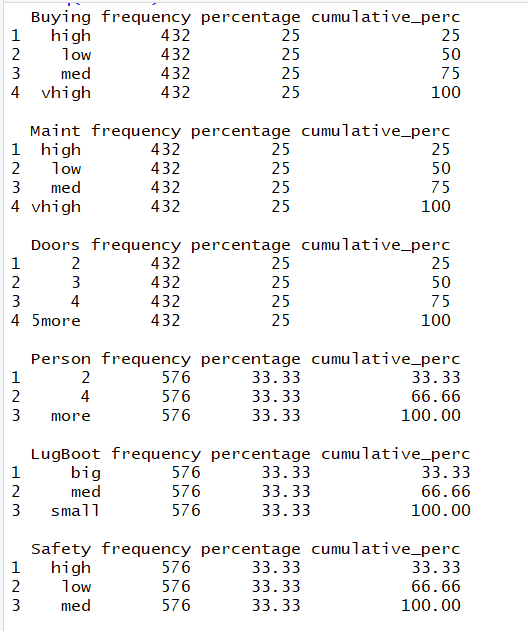 Buying frequency percentage cumulative_perc
1 high 432 25 25
2 low 432 25 50
3 med 432 25 75
4 vhigh 432 25 100
Maint frequency percentage cumulative_perc
1 high 432 25 25
2 low 432 25 50
3 med 432 25 75
4 vhigh 432 25 100
Doors frequency percentage cumulative_perc
1 2 432 25 25
2 3 432 25 50
3 4 432 25 75
4 5more 432 25 100
Person frequency percentage cumulative_perc
1 2 576 33.33 33.33
2 4 576 33.33 66.66
3 more 576 33.33 100.00
LugBoot frequency percentage cumulative_perc
1 big 576 33.33 33.33
2 med 576 33.33 66.66
3 small 576 33.33 100.00
Safety frequency percentage cumulative_perc
1 high 576 33.33 33.33
2 low 576 33.33 66.66
3 med 576 33.33 100.00